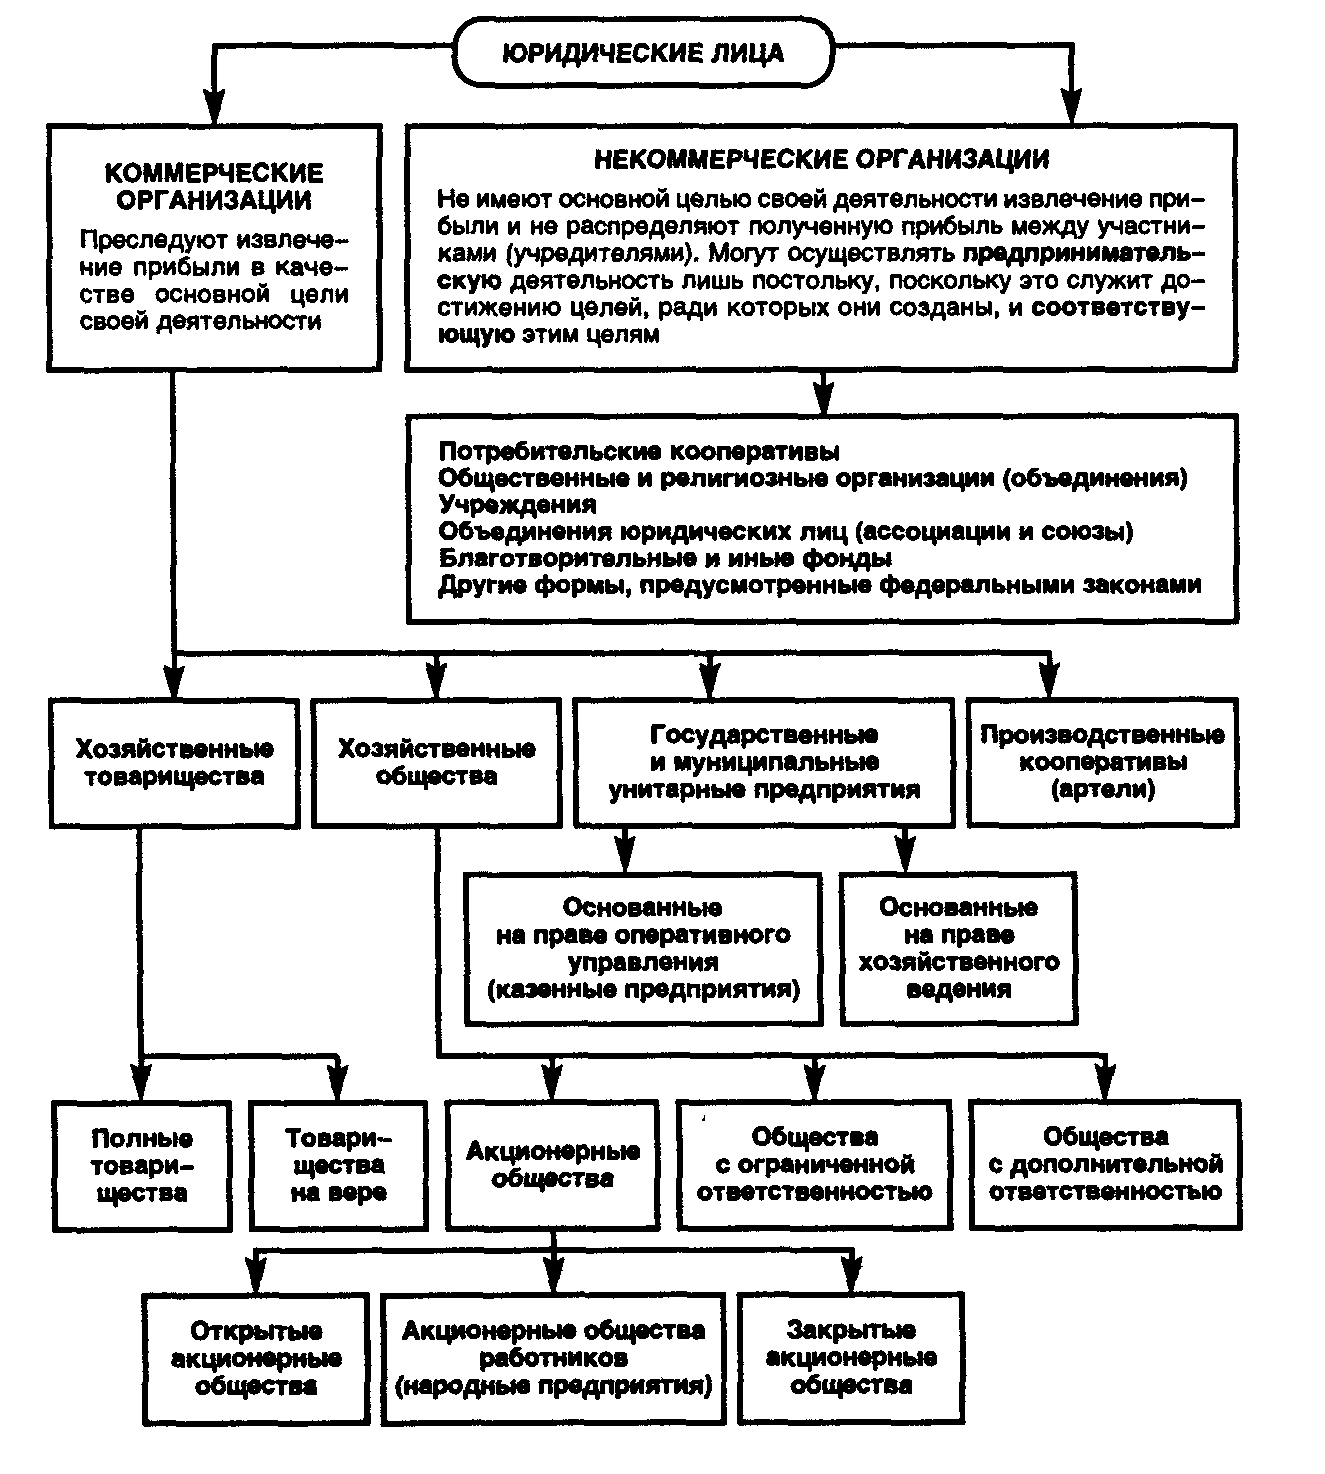 ЮРИДИЧЕСКИЕ ЛИЦА
КОММЕРЧЕСКИЕ
ОРГАНИЗАЦИИ
Преследуют извлече-
ние прибыли в каче-
стве основной цели
своей деятельности
НЕКОММЕРЧЕСКИЕ ОРГАНИЗАЦИИ
Не имеют основной целью своей деятельности извлечение при-
были и не распределяют полученную прибыль между участни-
ками (учредителями). Могут осуществлять предприниматель-
скую деятельность лишь постольку, поскольку это служит до-
стижению целей, ради которых они созданы, и соответству-
ющую этим целям
Потребительские кооперативы
Общественные и религиозные организации (объединения)
Учреждения
Объединения юридических лиц (ассоциации и союзы)
Благотворительные и иные фонды
Другие формы, предусмотренные федеральными законами
Хозяйственные
товарищества
Хозяйственные
общества
Государственные
и муниципальные
унитарные предприятия
Производственные
кооперативы
(артели)
Основанные
на праве оперативного
управления
(казенные предприятия)
Основанные
на праве
хозяйственного
ведения
Полные
товари-
щества
Товари-
щества
на вере
Акционерные
общества
Общества
с ограниченной
ответственностью
Общества
с дополнительной
ответственностью
Открытые
акционерные
общества
Акционерные общества
работников
(народные предприятия)
Закрытые
акционерные
общества